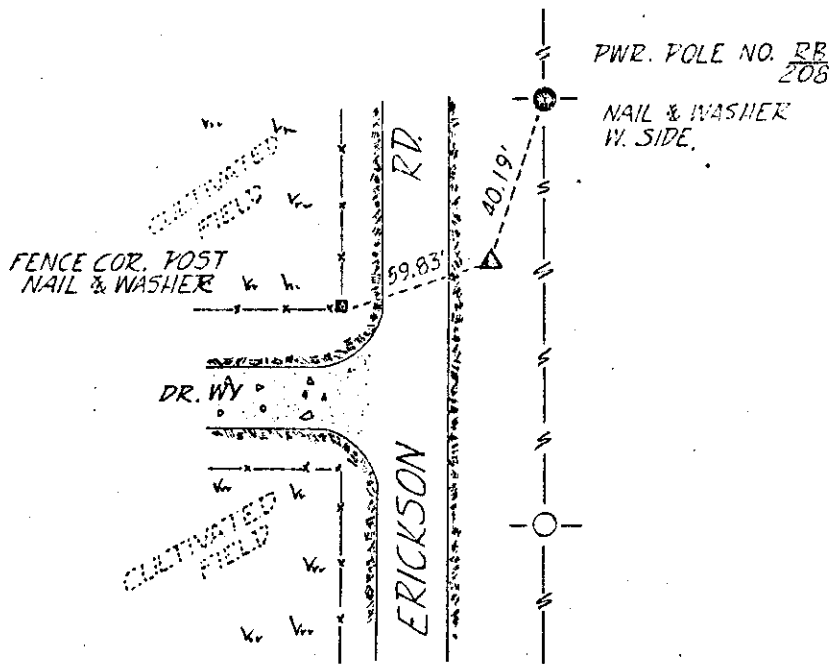 PWR. POLE NO. RB
208
NAIL & WASHER
W. SIDE.
RD.
CULTIVATED
FIELD
40.19'
59.83'
FENCE COR. POST
NAIL & WASHER
DR. WY
ERICKSON
CULTIVATED
FIELD